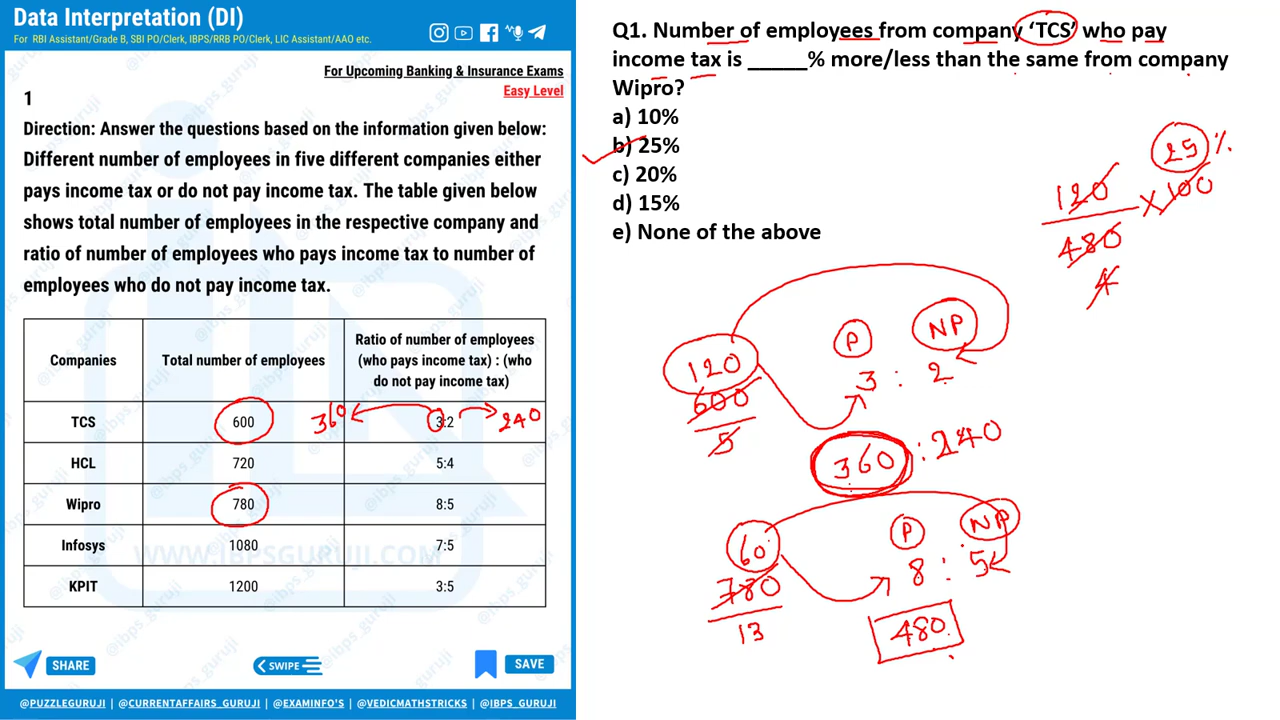 Data Interpretation (DI)
For RBI Assistant/Grade B, SBI PO/Clerk, IBPS/RRB PO/Clerk, LIC Assistant/AAO etc.
For Upcoming Banking & Insurance Exams
Easy Level
1
Direction: Answer the questions based on the information given below:
Different number of employees in five different companies either
pays income tax or do not pay income tax. The table given below
shows total number of employees in the respective company and
ratio of number of employees who pays income tax to number of
employees who do not pay income tax.
Companies
Total number of employees
Ratio of number of employees
(who pays income tax) : (who
do not pay income tax)
TCS 600 360 3:2 240
HCL 720 5:4
Wipro 780 8:5
Infosys 1080 7:5
KPIT 1200 3:5
WWW.IBPSGURUJI.COM
@ibps_guruji
SHARE
SWIPE
SAVE
@PUZZLEGURUJI | @CURRENTAFFAIRS_GURUJI | @EXAMINFO'S | @VEDICMATHSTRICKS | @IBPS_GURUJI
Q1. Number of employees from company ‘TCS’ who pay
income tax is _____% more/less than the same from company
Wipro?
a) 10%
b) 25%
c) 20%
d) 15%
e) None of the above
25 %
120 × 100
480
4
P NP
120 3 : 2
600
5
360 : 240
P NP
60 8 : 5
780
13
480